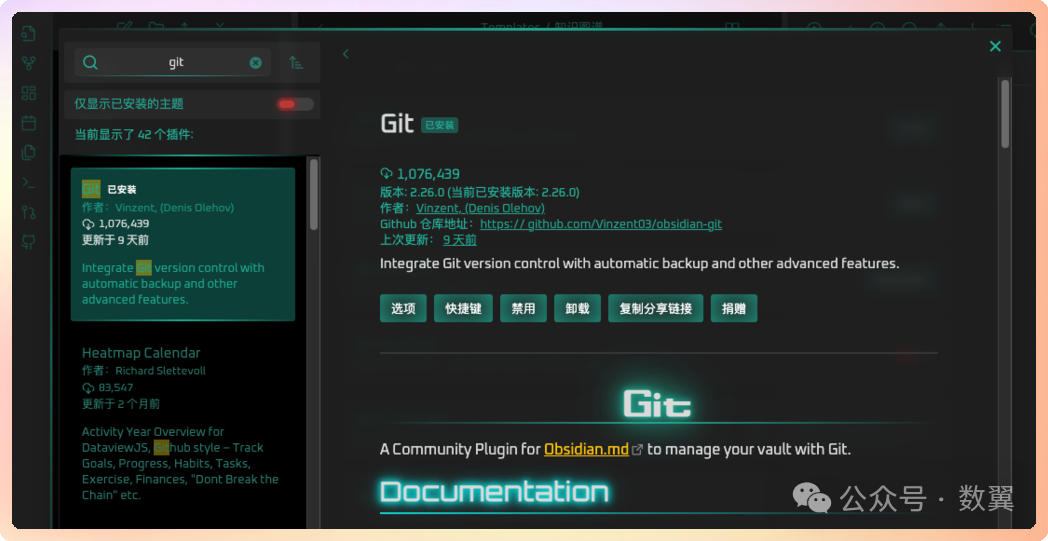 Templates / 知识图谱
git
仅显示已安装的主题
当前显示了 42 个插件:
Git 已安装
作者: Vinzent, (Denis Olehov)
1,076,439
更新于 9 天前
Integrate Git version control with
automatic backup and other
advanced features.
Heatmap Calendar
作者: Richard Slettevoll
83,547
更新于 2 个月前
Activity Year Overview for
DataviewJS, Github style – Track
Goals, Progress, Habits, Tasks,
Exercise, Finances, "Dont Break the
Chain" etc.
Git 已安装
1,076,439
版本: 2.26.0 (当前已安装版本: 2.26.0)
作者: Vinzent, (Denis Olehov)
Github 仓库地址: https:// github.com/Vinzent03/obsidian-git
上次更新: 9 天前
Integrate Git version control with automatic backup and other advanced features.
选项 快捷键 禁用 卸载 复制分享链接 捐赠
Git
A Community Plugin for Obsidian.md to manage your vault with Git.
Documentation
公众号 · 数翼